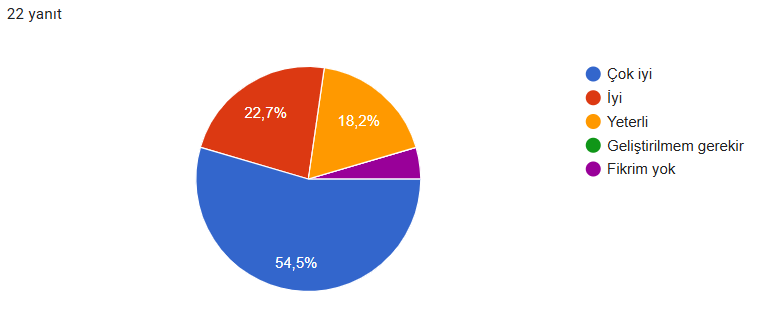 22 yanıt
22,7%
18,2%
54,5%
Çok iyi
İyi
Yeterli
Geliştirilmem gerekir
Fikrim yok